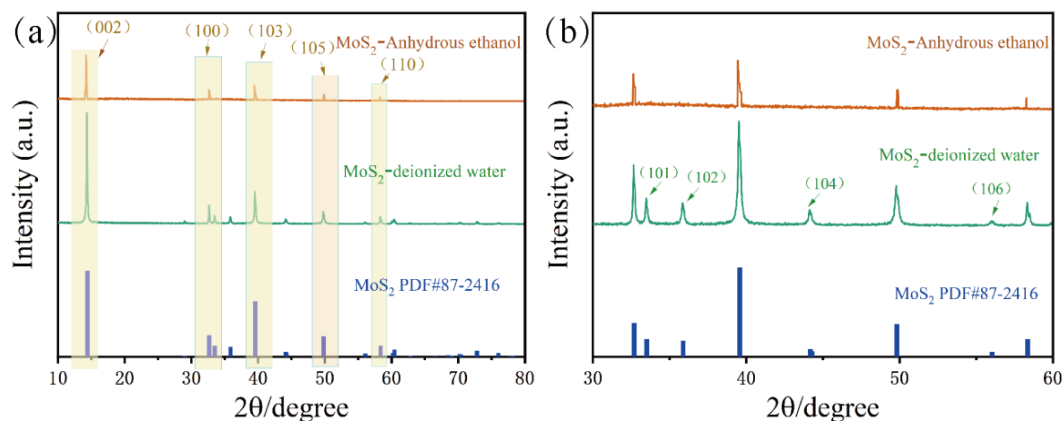 (a)
（002）
（100）
（103）
（105）
（110）
MoS₂-Anhydrous ethanol
MoS₂-deionized water
MoS₂ PDF#87-2416
Intensity (a.u.)
10 20 30 40 50 60 70 80
2θ/degree
(b)
MoS₂-Anhydrous ethanol
MoS₂-deionized water
（101）
（102）
（104）
（106）
MoS₂ PDF#87-2416
Intensity (a.u.)
30 40 50 60
2θ/degree